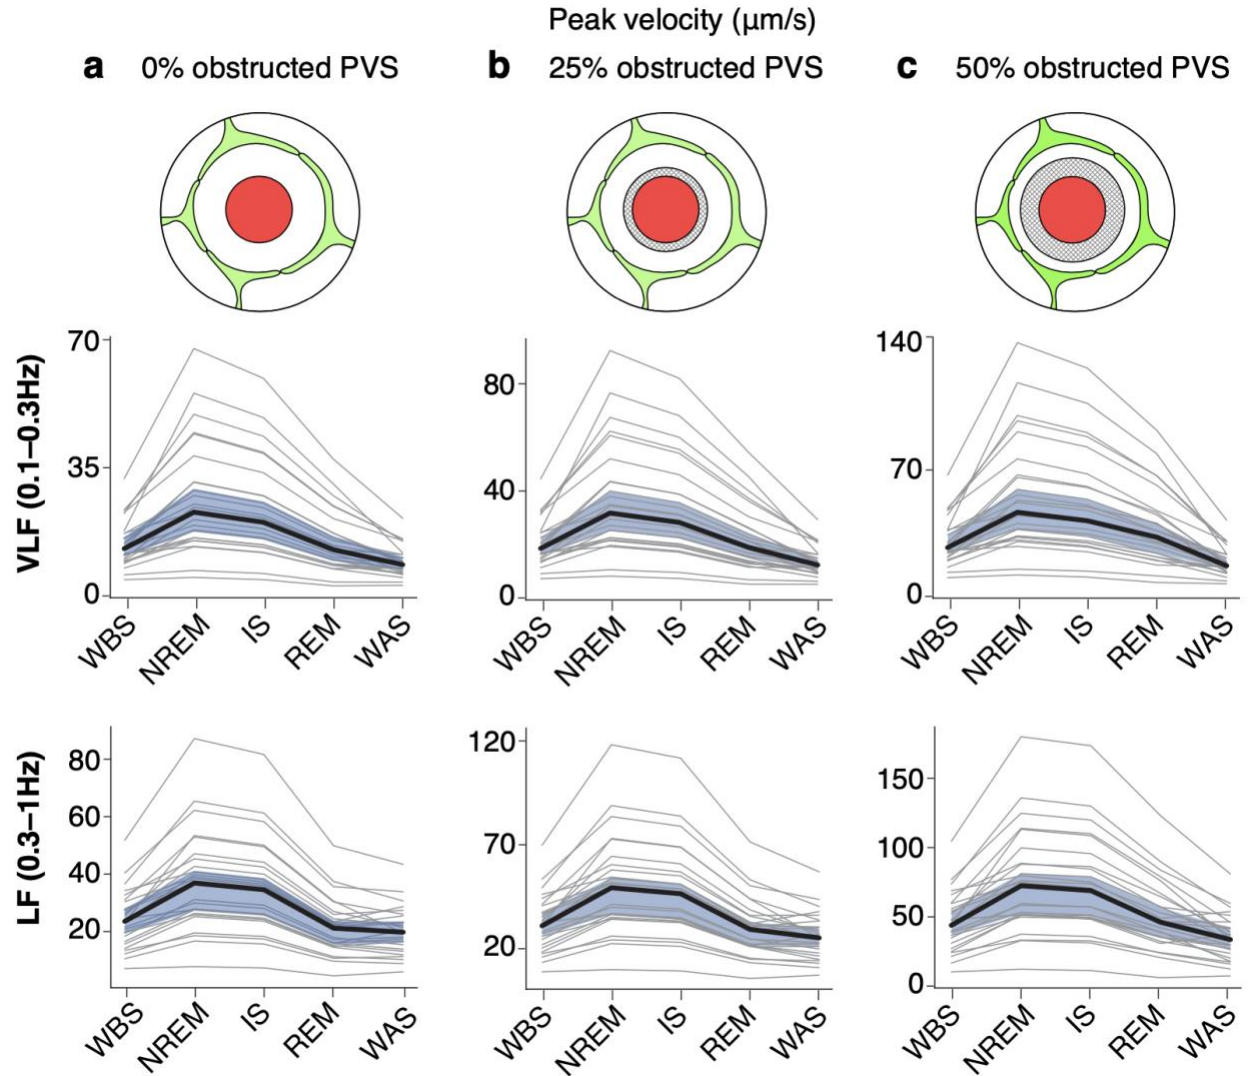 Peak velocity (µm/s)
a 0% obstructed PVS
b 25% obstructed PVS
c 50% obstructed PVS
VLF (0.1–0.3Hz)
70
35
0
WBS
NREM
IS
REM
WAS
80
40
0
WBS
NREM
IS
REM
WAS
140
70
0
WBS
NREM
IS
REM
WAS
LF (0.3–1Hz)
80
60
40
20
WBS
NREM
IS
REM
WAS
120
70
20
WBS
NREM
IS
REM
WAS
150
100
50
0
WBS
NREM
IS
REM
WAS